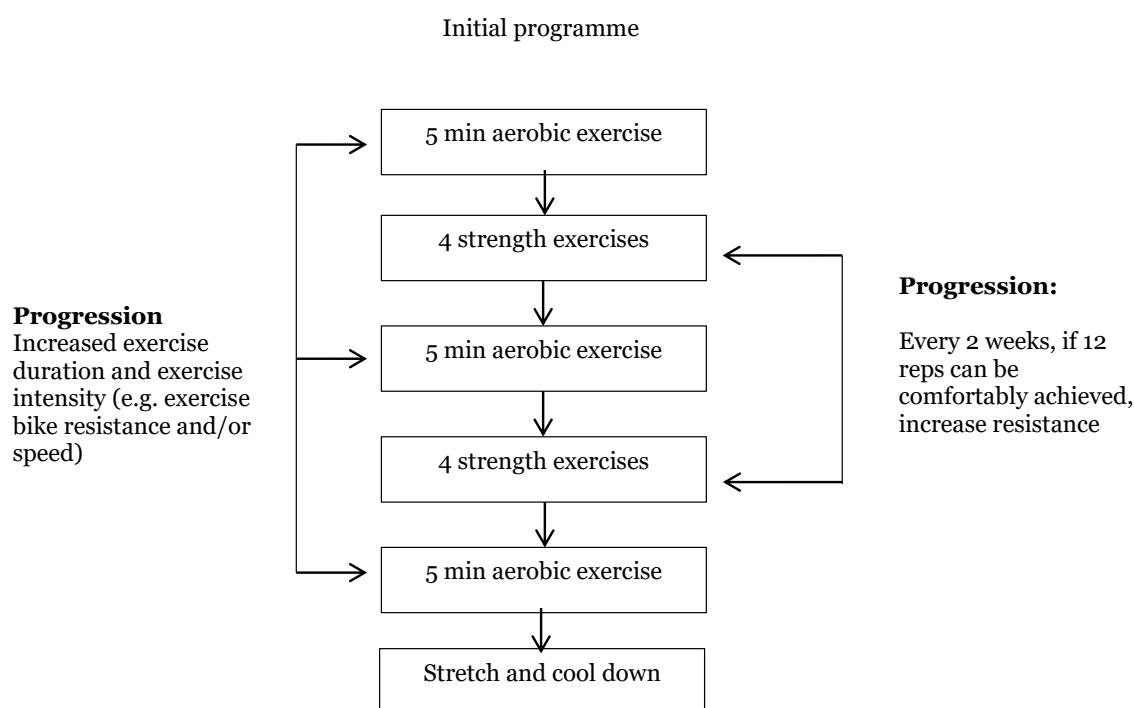 Initial programme
5 min aerobic exercise
4 strength exercises
5 min aerobic exercise
4 strength exercises
5 min aerobic exercise
Stretch and cool down
Progression
Increased exercise
duration and exercise
intensity (e.g. exercise
bike resistance and/or
speed)
Progression:
Every 2 weeks, if 12
reps can be
comfortably achieved,
increase resistance